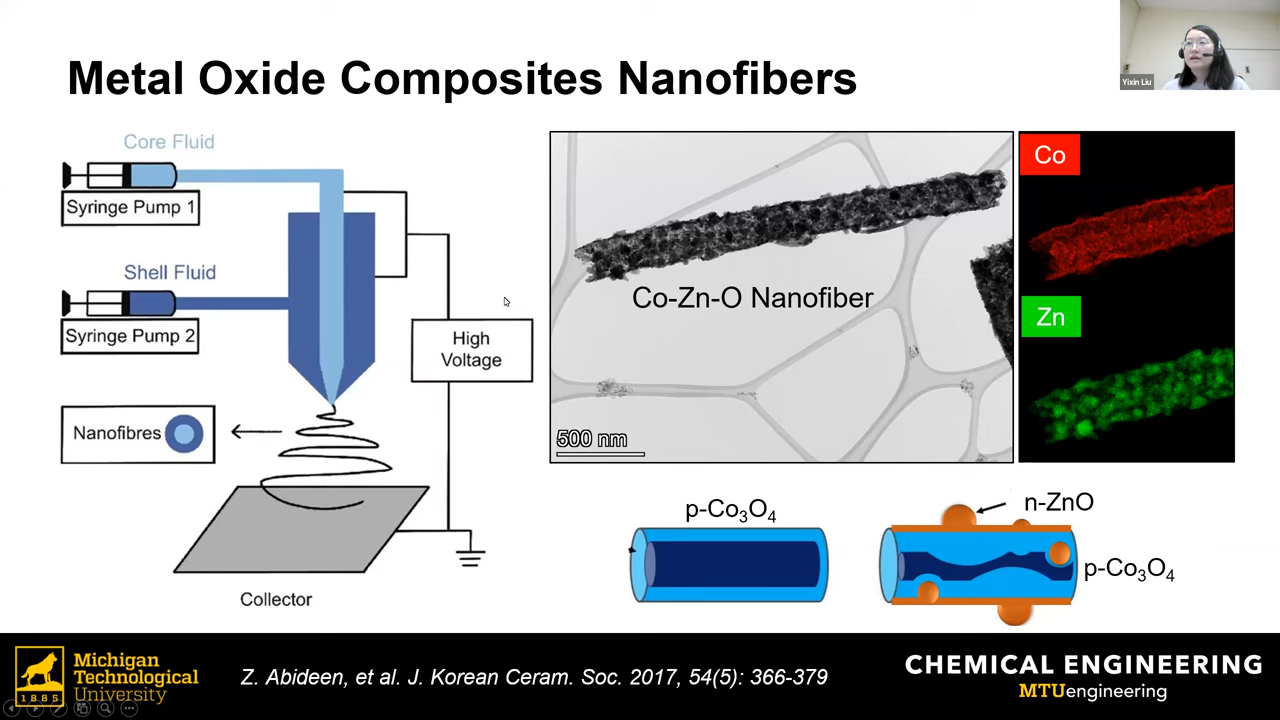 Metal Oxide Composites Nanofibers
Yixin Liu
Core Fluid
Syringe Pump 1
Shell Fluid
Syringe Pump 2
High
Voltage
Nanofibres
Collector
Co-Zn-O Nanofiber
500 nm
Co
Zn
p-Co₃O₄
n-ZnO
p-Co₃O₄
Michigan
Technological
University
1885
Z. Abideen, et al. J. Korean Ceram. Soc. 2017, 54(5): 366-379
CHEMICAL ENGINEERING
MTUengineering